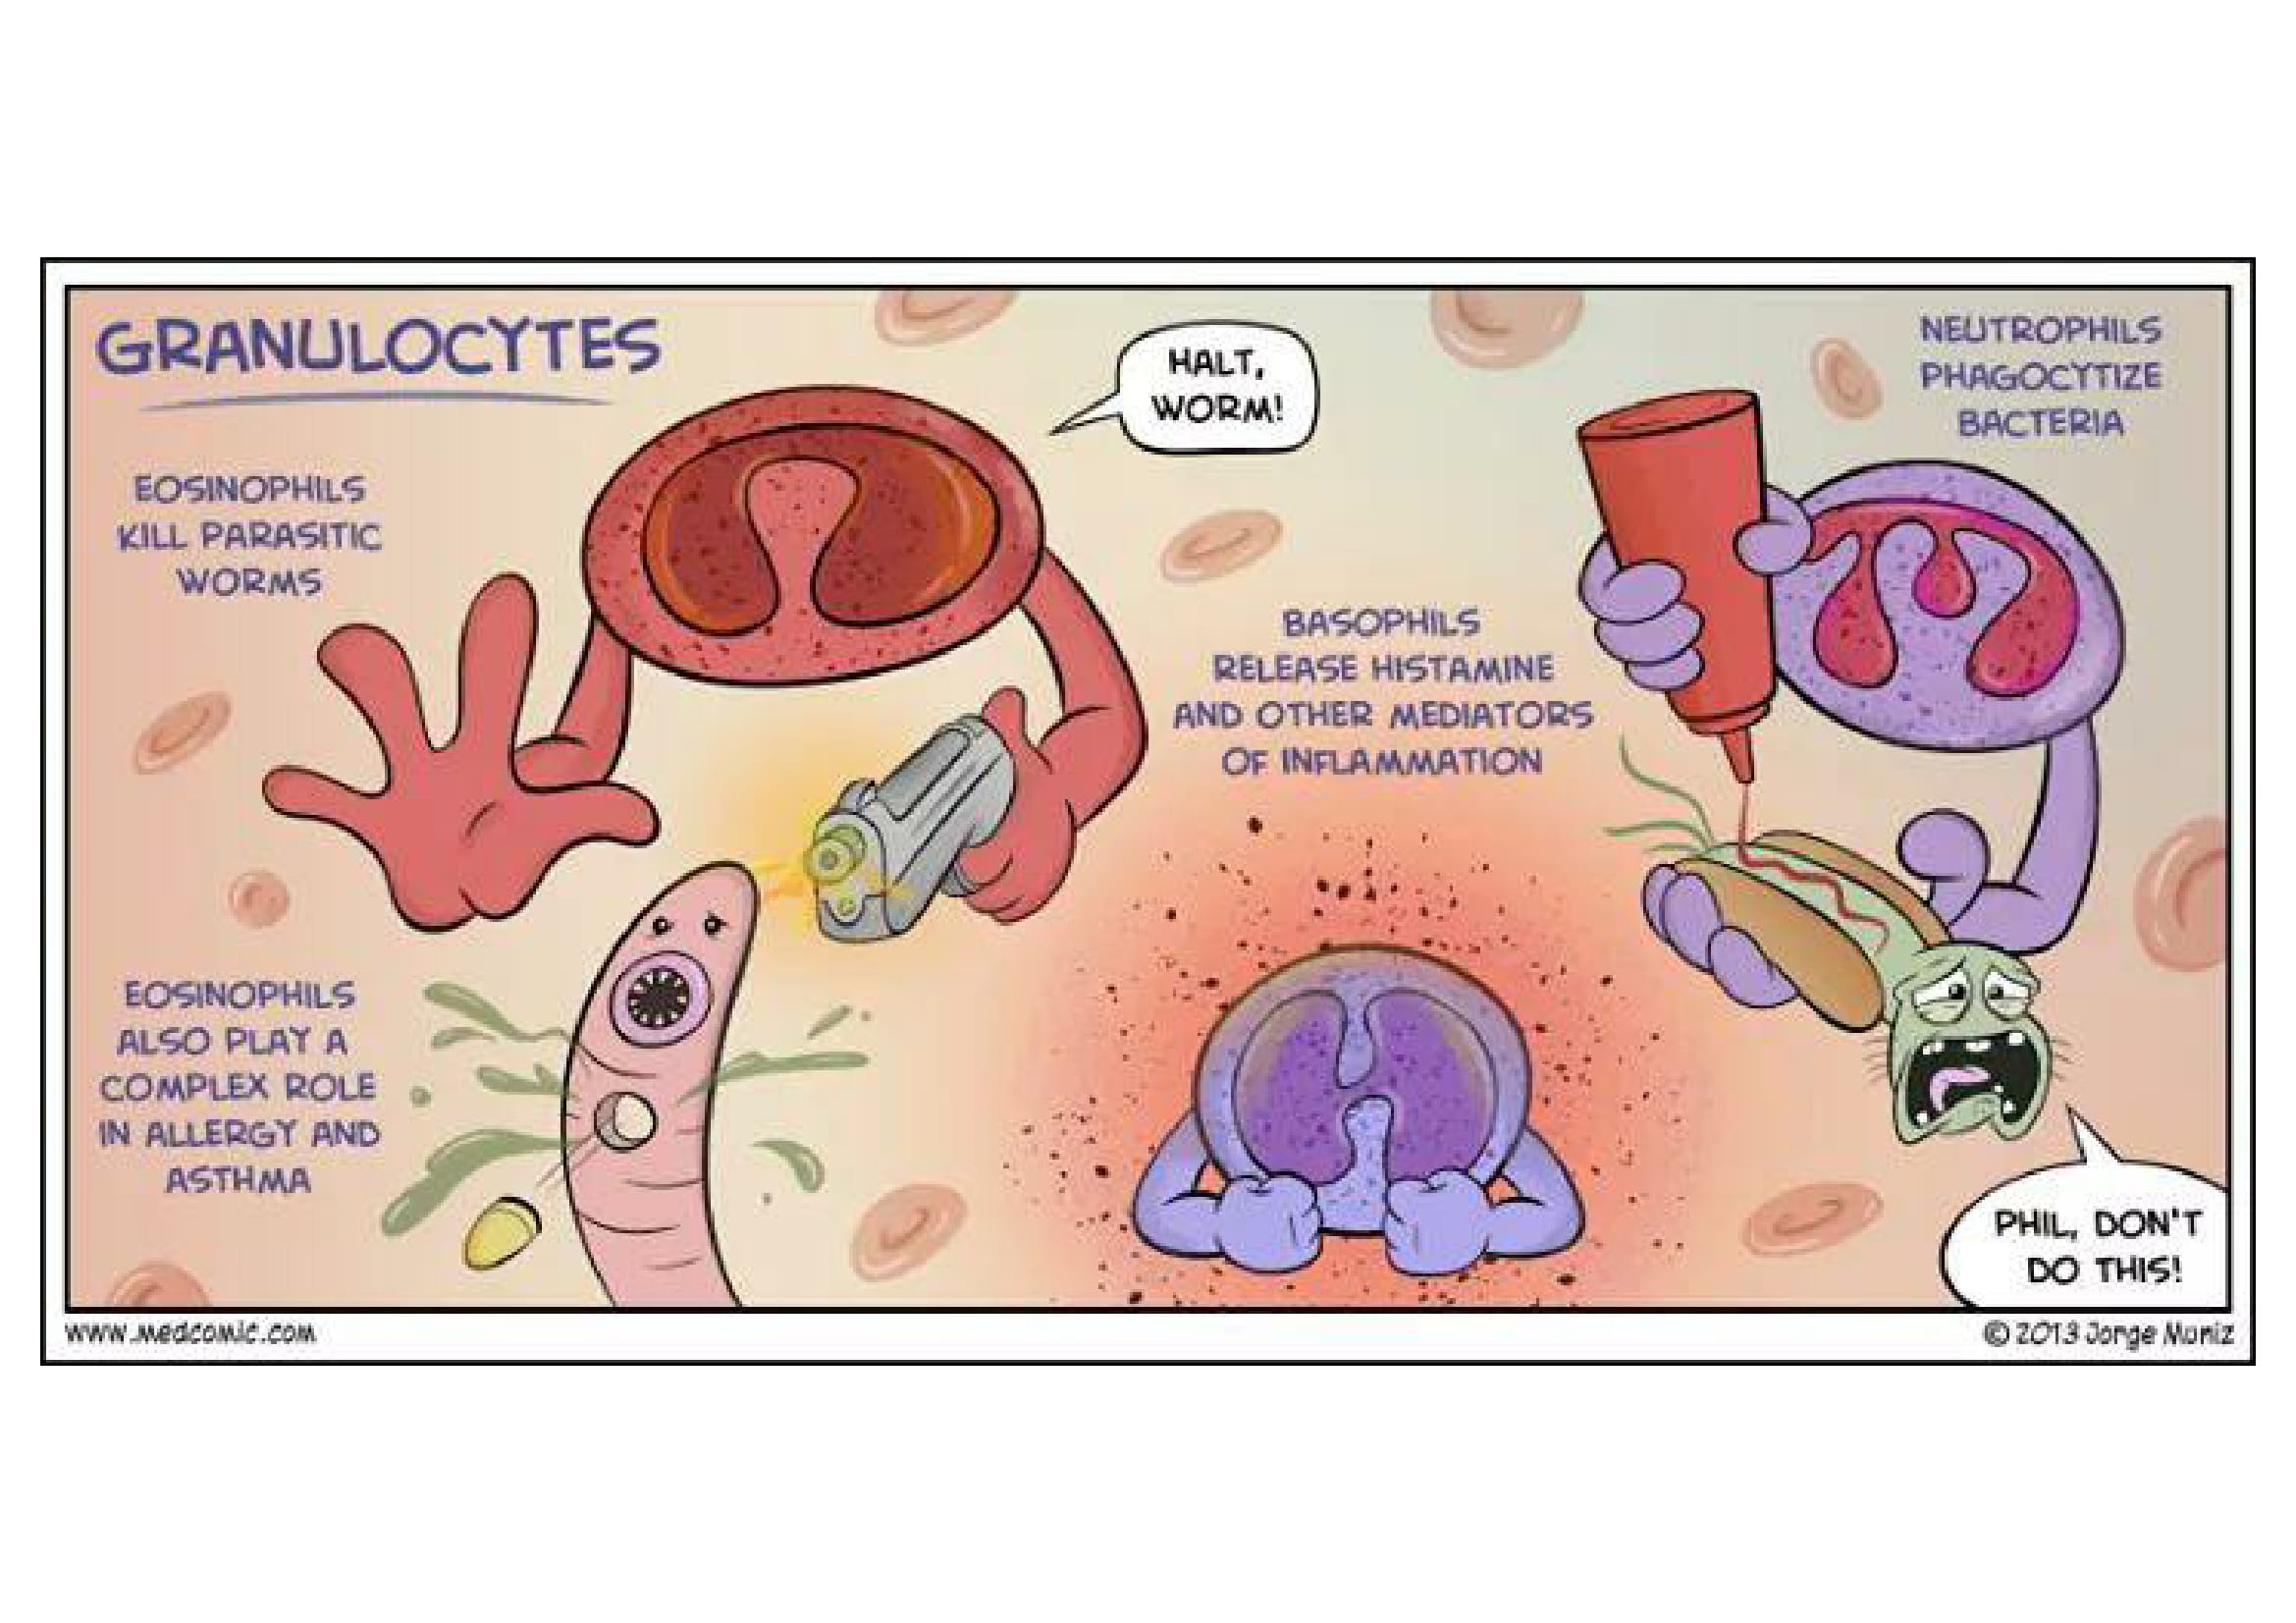 GRANULOCYTES
EOSINOPHILS
KILL PARASITIC
WORMS
HALT,
WORM!
EOSINOPHILS
ALSO PLAY A
COMPLEX ROLE
IN ALLERGY AND
ASTHMA
BASOPHILS
RELEASE HISTAMINE
AND OTHER MEDIATORS
OF INFLAMMATION
NEUTROPHILS
PHAGOCYTIZE
BACTERIA
PHIL, DON'T
DO THIS!
www.medcomic.com
© 2013 Jorge Muniz